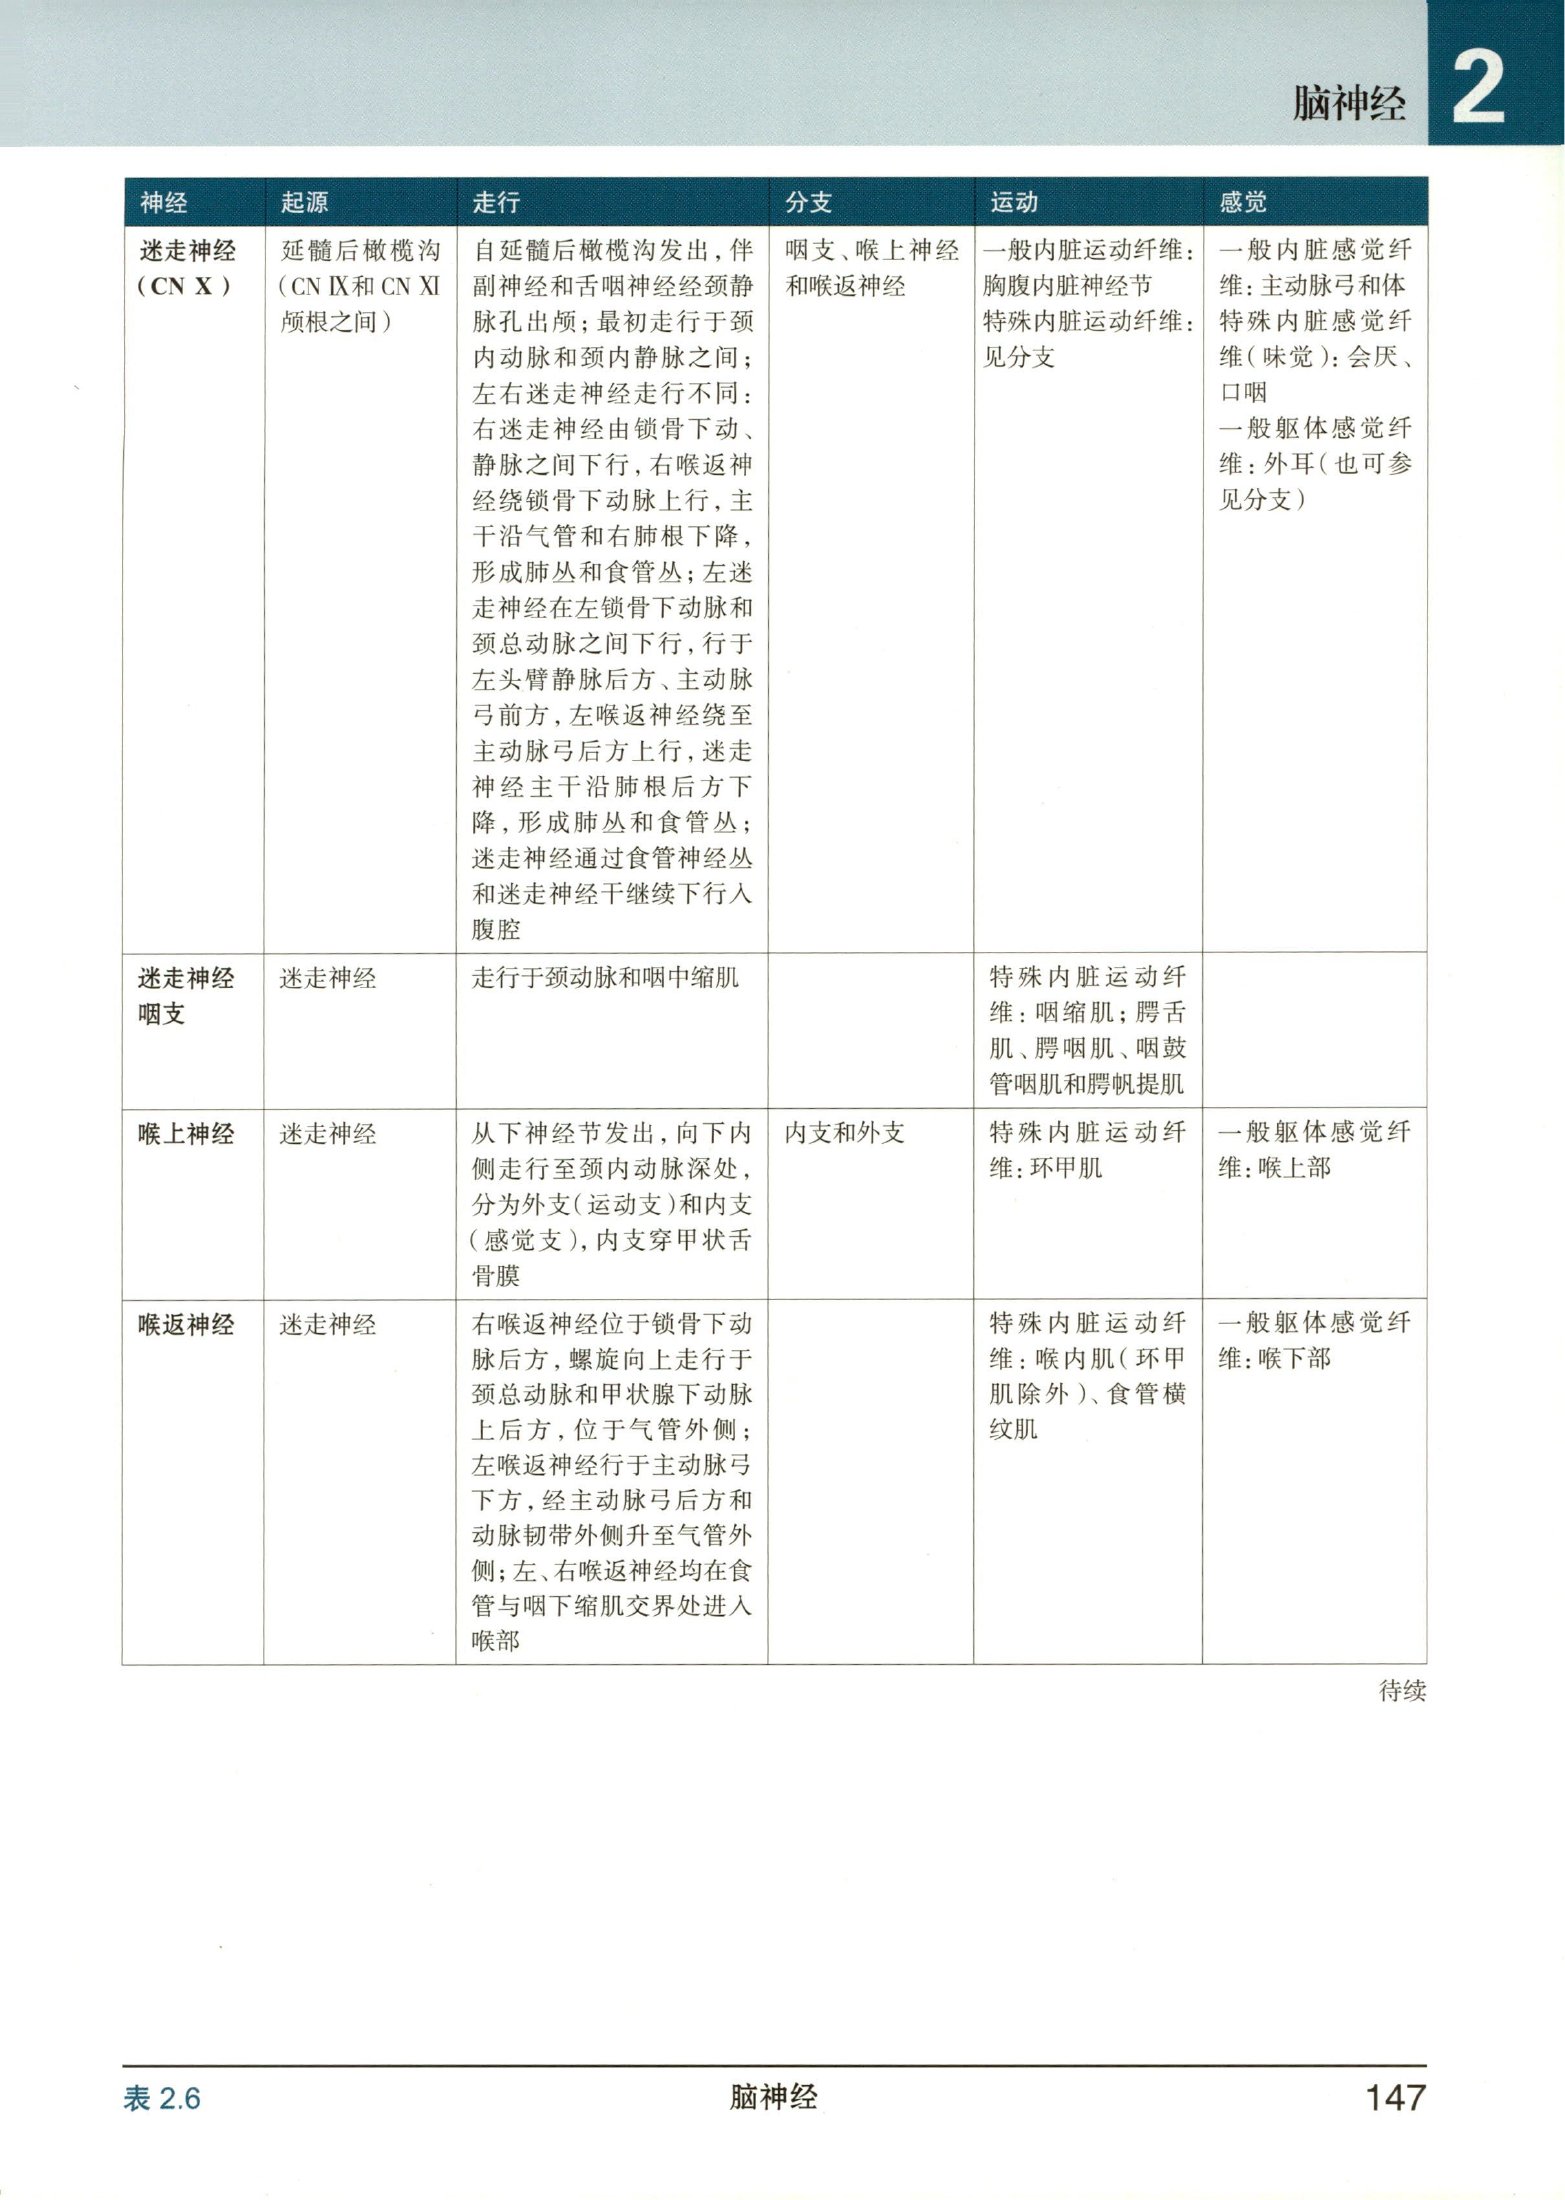 脑神经
2
神经
起源
走行
分支
运动
感觉
迷走神经
(CN X)
延髓后橄榄沟
(CN Ⅸ和 CN Ⅺ
颅根之间)
自延髓后橄榄沟发出,伴
副神经和舌咽神经经颈静
脉孔出颅;最初走行于颈
内动脉和颈内静脉之间;
左右迷走神经走行不同:
右迷走神经由锁骨下动、
静脉之间下行,右喉返神
经绕锁骨下动脉上行,主
干沿气管和右肺根下降,
形成肺丛和食管丛;左迷
走神经在左锁骨下动脉和
颈总动脉之间下行,行于
左头臂静脉后方、主动脉
弓前方,左喉返神经绕至
主动脉弓后方上行,迷走
神经主干沿肺根后方下
降,形成肺丛和食管丛;
迷走神经通过食管神经丛
和迷走神经干继续下行入
腹腔
咽支、喉上神经
和喉返神经
一般内脏运动纤维:
胸腹内脏神经节
特殊内脏运动纤维:
见分支
一般内脏感觉纤
维:主动脉弓和体
特殊内脏感觉纤
维(味觉):会厌、
口咽
一般躯体感觉纤
维:外耳(也可参
见分支)
迷走神经
咽支
迷走神经
走行于颈动脉和咽中缩肌
特殊内脏运动纤
维:咽缩肌;腭舌
肌、腭咽肌、咽鼓
管咽肌和腭帆提肌
喉上神经
迷走神经
从下神经节发出,向下内
侧走行至颈内动脉深处,
分为外支(运动支)和内支
(感觉支),内支穿甲状舌
骨膜
内支和外支
特殊内脏运动纤
维:环甲肌
一般躯体感觉纤
维:喉上部
喉返神经
迷走神经
右喉返神经位于锁骨下动
脉后方,螺旋向上走行于
颈总动脉和甲状腺下动脉
上后方,位于气管外侧;
左喉返神经行于主动脉弓
下方,经主动脉弓后方和
动脉韧带外侧升至气管外
侧;左、右喉返神经均在食
管与咽下缩肌交界处进入
喉部
特殊内脏运动纤
维:喉内肌(环甲
肌除外)、食管横
纹肌
一般躯体感觉纤
维:喉下部
待续
表 2.6
脑神经
147